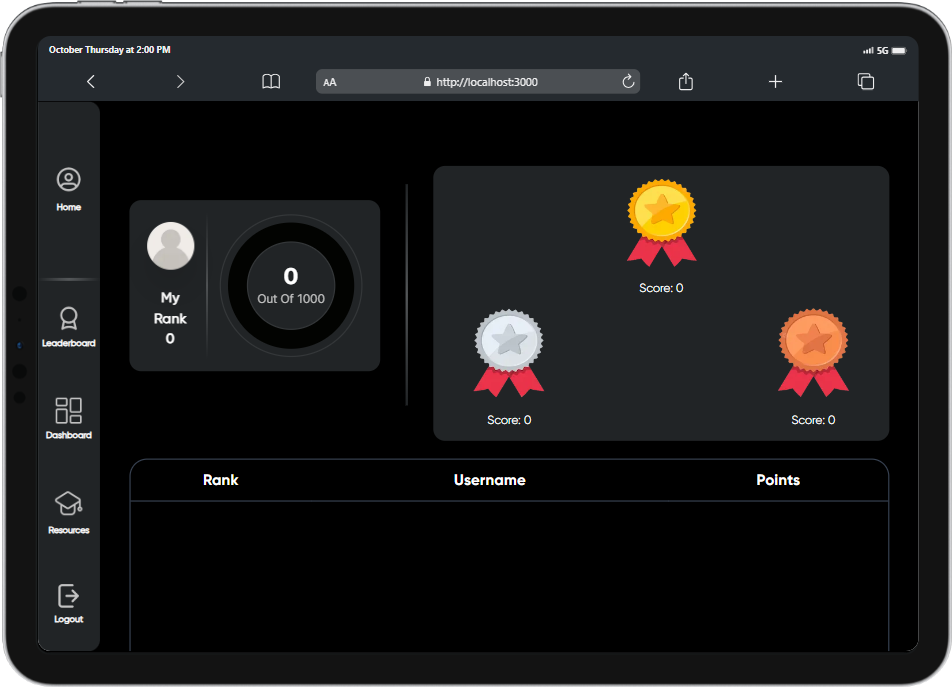 October Thursday at 2:00 PM
5G
AA
http://localhost:3000
Home
Leaderboard
Dashboard
Resources
Logout
My
Rank
0
0
Out Of 1000
Score: 0
Score: 0
Score: 0
Rank Username Points